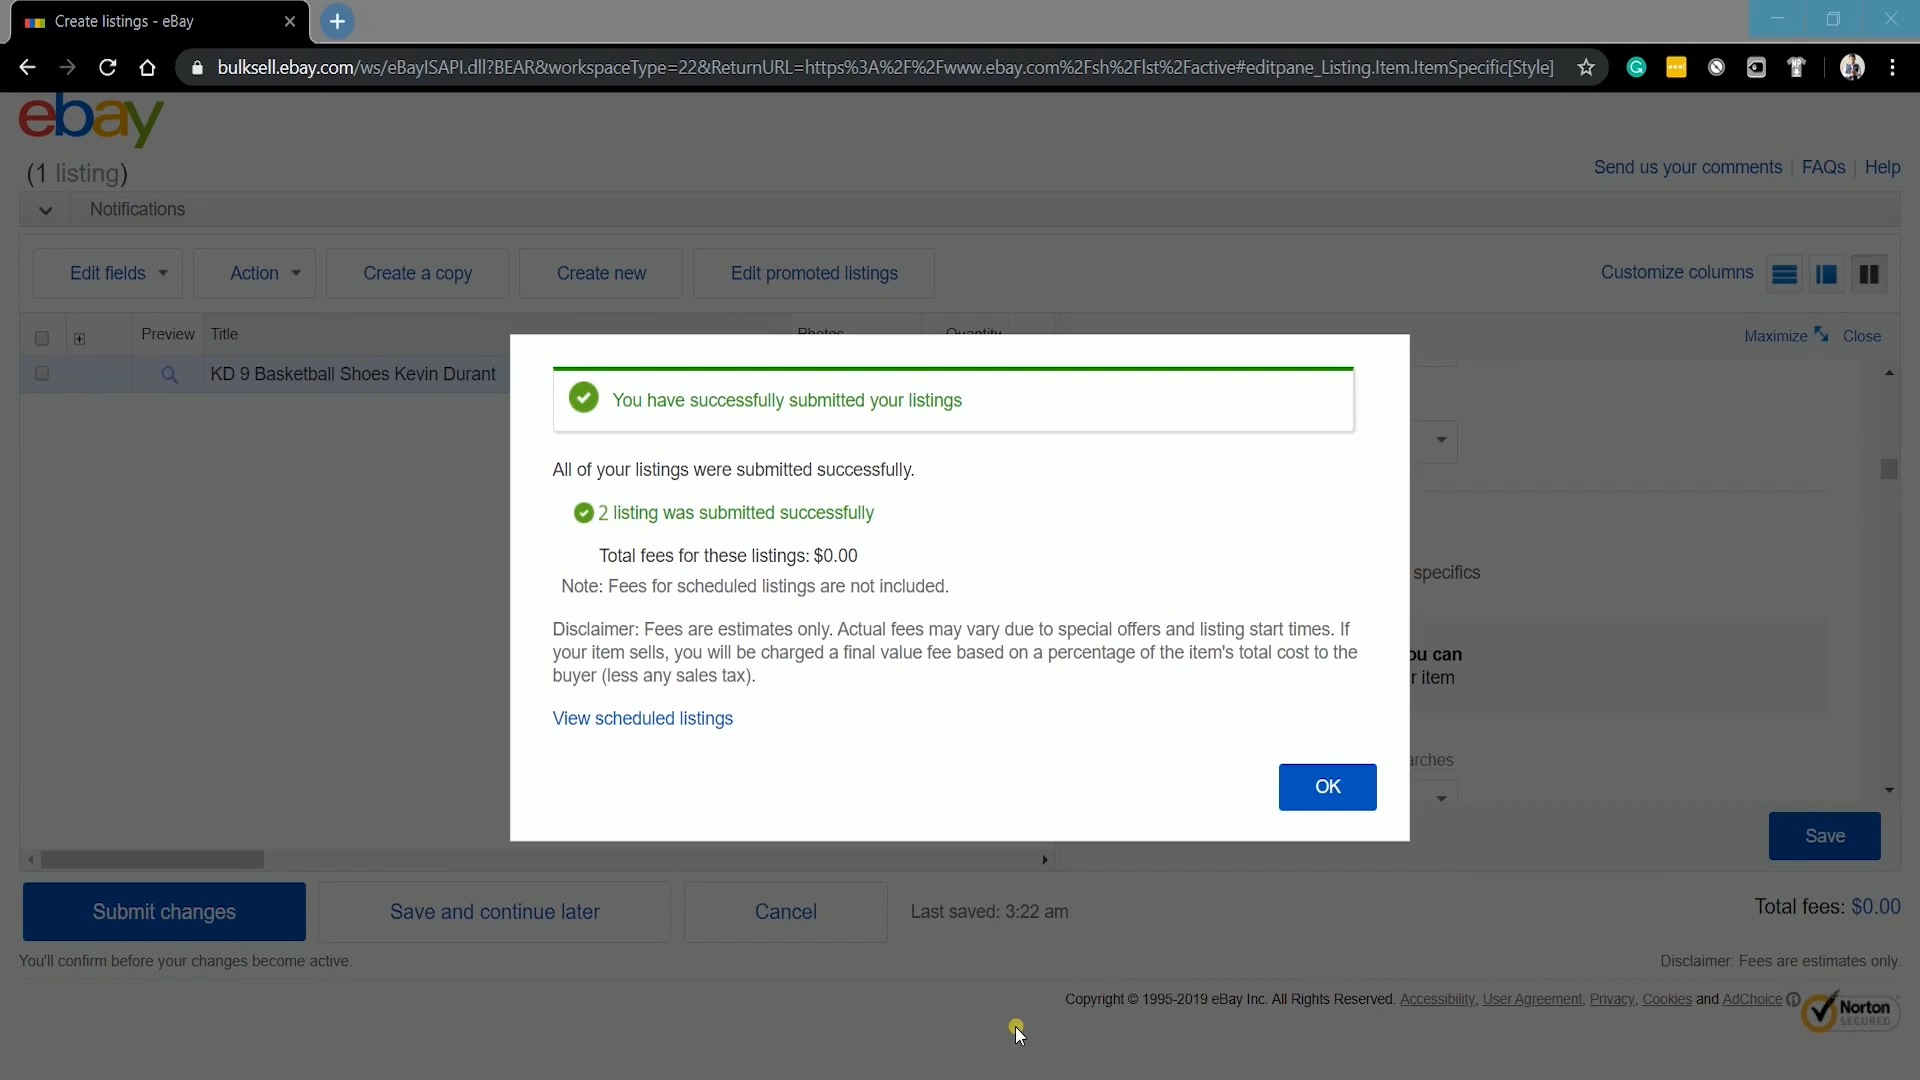 Create listings - eBay
bulksell.ebay.com/ws/eBayISAPI.dll?BEAR&workspaceType=22&ReturnURL=https%3A%2F%2Fwww.ebay.com%2Fsh%2Flst%2Factive#editpane_Listing.Item.ItemSpecific[Style]
ebay
(1 listing)
Send us your comments | FAQs | Help
Notifications
Edit fields Action Create a copy Create new Edit promoted listings Customize columns
Preview Title Photos Quantity Maximize Close
KD 9 Basketball Shoes Kevin Durant
You have successfully submitted your listings
All of your listings were submitted successfully.
2 listing was submitted successfully
Total fees for these listings: $0.00
specifics
Note: Fees for scheduled listings are not included.
Disclaimer: Fees are estimates only. Actual fees may vary due to special offers and listing start times. If
your item sells, you will be charged a final value fee based on a percentage of the item's total cost to the
buyer (less any sales tax).
ou can
r item
View scheduled listings
arches
OK
Save
Submit changes Save and continue later Cancel Last saved: 3:22 am Total fees: $0.00
You'll confirm before your changes become active. Disclaimer: Fees are estimates only.
Copyright © 1995-2019 eBay Inc. All Rights Reserved. Accessibility, User Agreement, Privacy, Cookies and AdChoice
Norton
SECURED